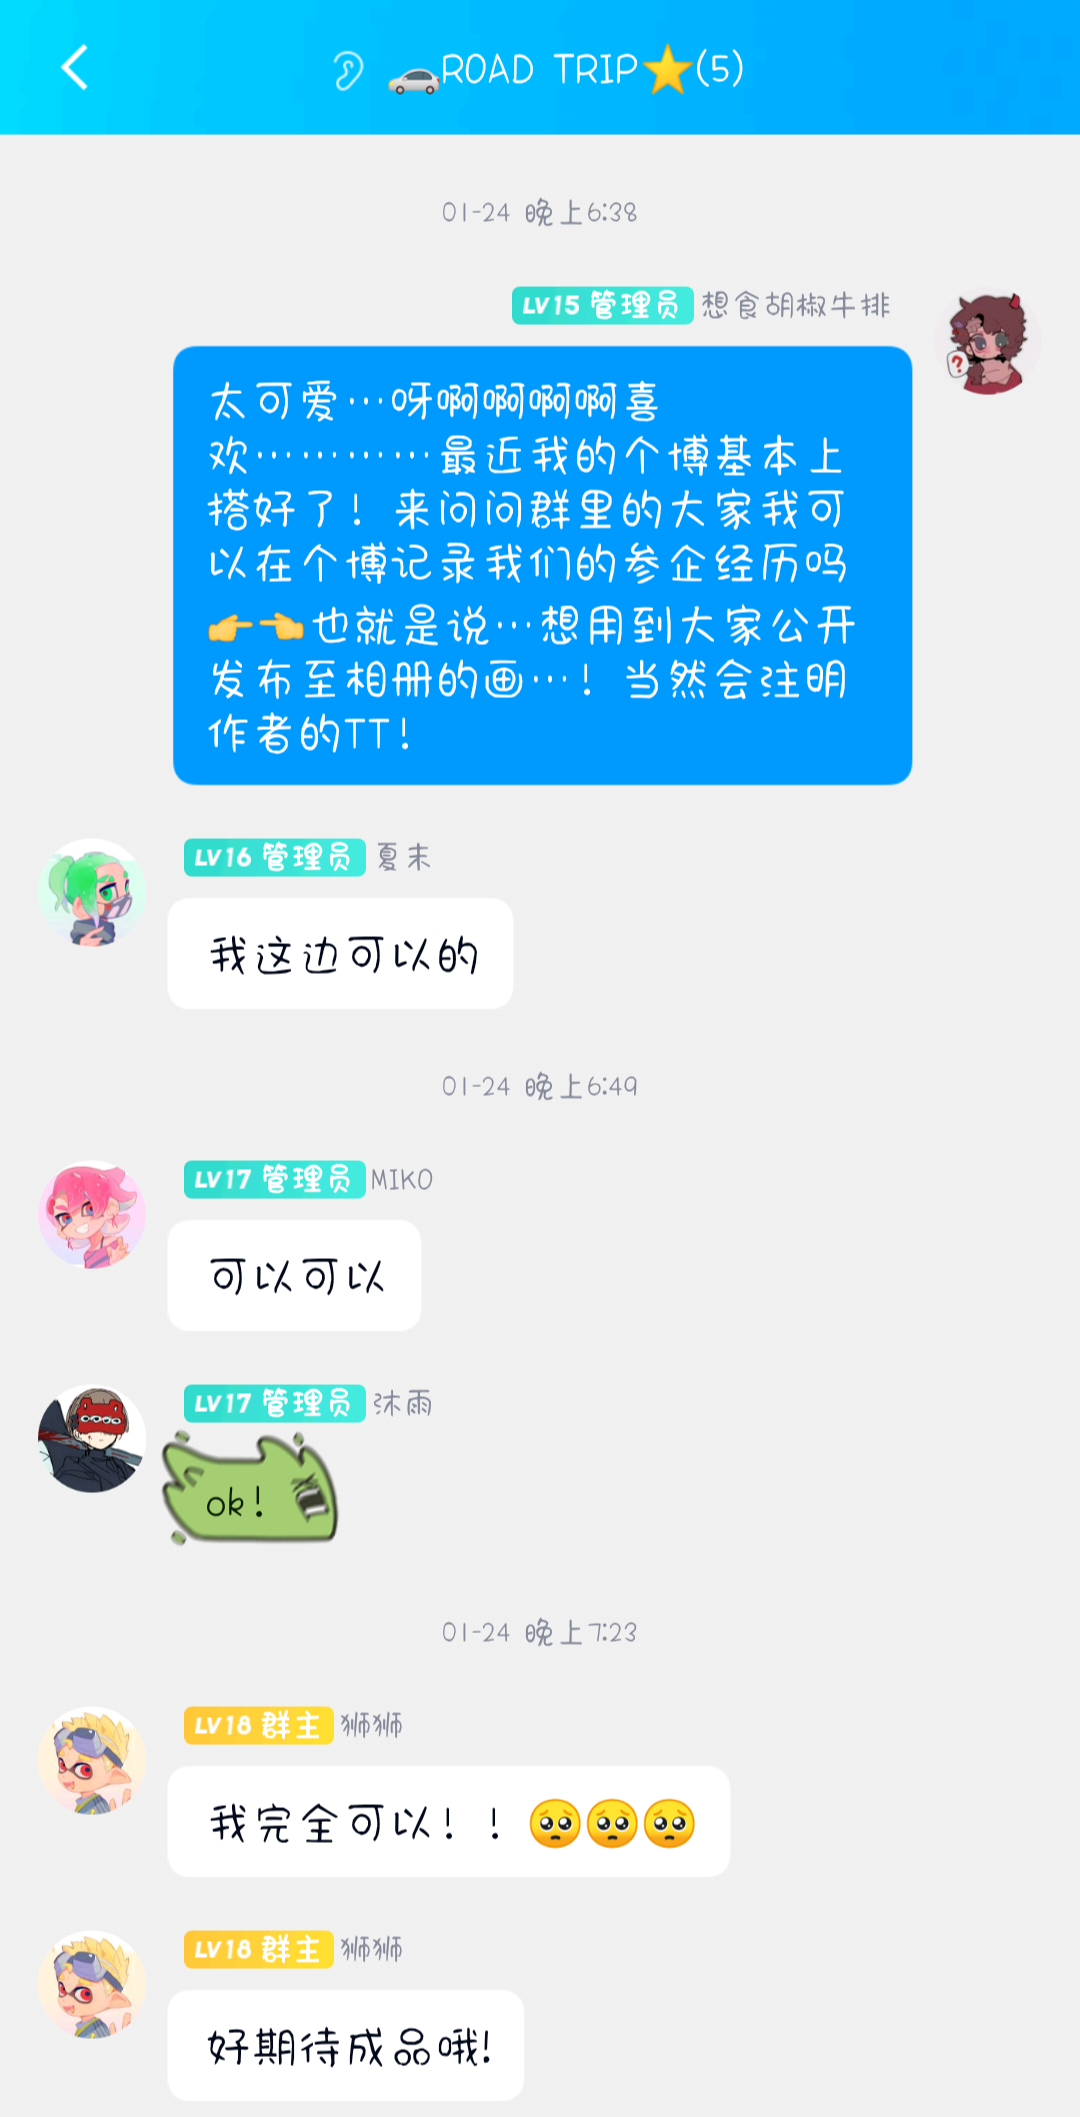 🚗ROAD TRIP⭐(5)
01-24 晚上6:38
LV15 管理员 想食胡椒牛排
太可爱…呀啊啊啊啊喜
欢…………最近我的个博基本上
搭好了！来问问群里的大家我可
以在个博记录我们的参企经历吗
👉👈也就是说…想用到大家公开
发布至相册的画…！当然会注明
作者的TT！
LV16 管理员 夏末
我这边可以的
01-24 晚上6:49
LV17 管理员 MIKO
可以可以
LV17 管理员 沐雨
ok！
01-24 晚上7:23
LV18 群主 狮狮
我完全可以！！🥺🥺🥺
LV18 群主 狮狮
好期待成品哦!